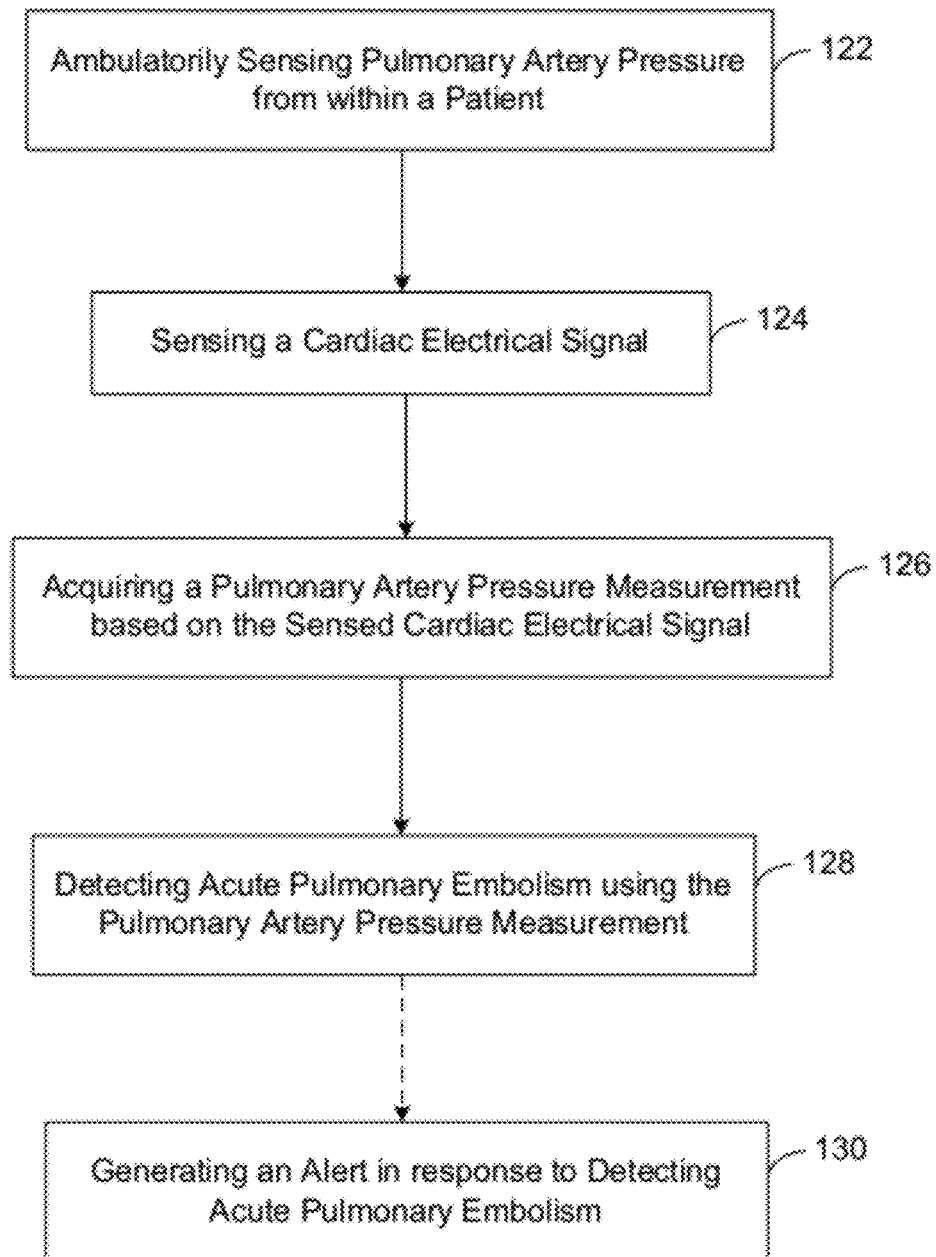 Ambulatorily Sensing Pulmonary Artery Pressure
from within a Patient
122
Sensing a Cardiac Electrical Signal
124
Acquiring a Pulmonary Artery Pressure Measurement
based on the Sensed Cardiac Electrical Signal
126
Detecting Acute Pulmonary Embolism using the
Pulmonary Artery Pressure Measurement
128
Generating an Alert in response to Detecting
Acute Pulmonary Embolism
130